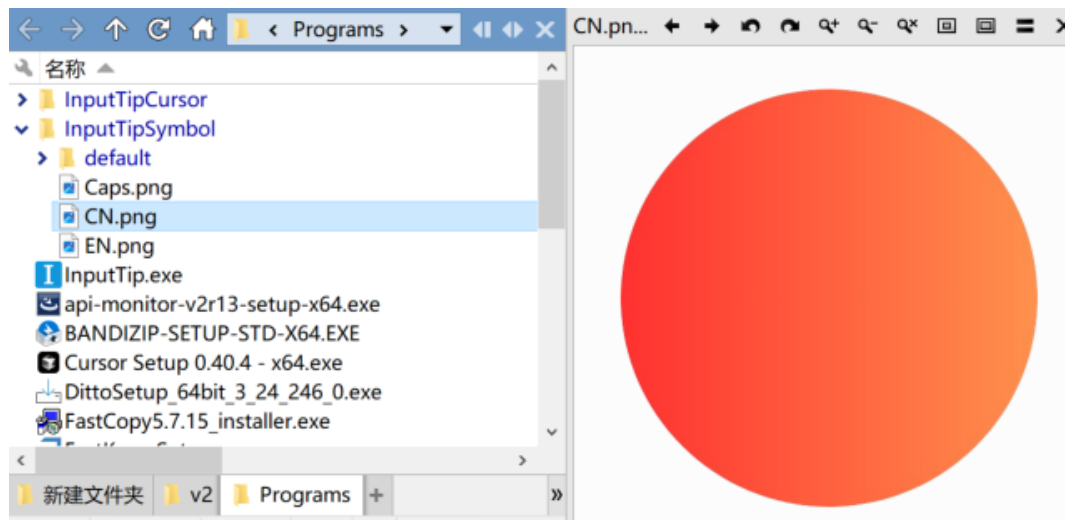 Programs
CN.pn...
名称
InputTipCursor
InputTipSymbol
default
Caps.png
CN.png
EN.png
InputTip.exe
api-monitor-v2r13-setup-x64.exe
BANDIZIP-SETUP-STD-X64.EXE
Cursor Setup 0.40.4 - x64.exe
DittoSetup_64bit_3_24_246_0.exe
FastCopy5.7.15_installer.exe
新建文件夹 v2 Programs +